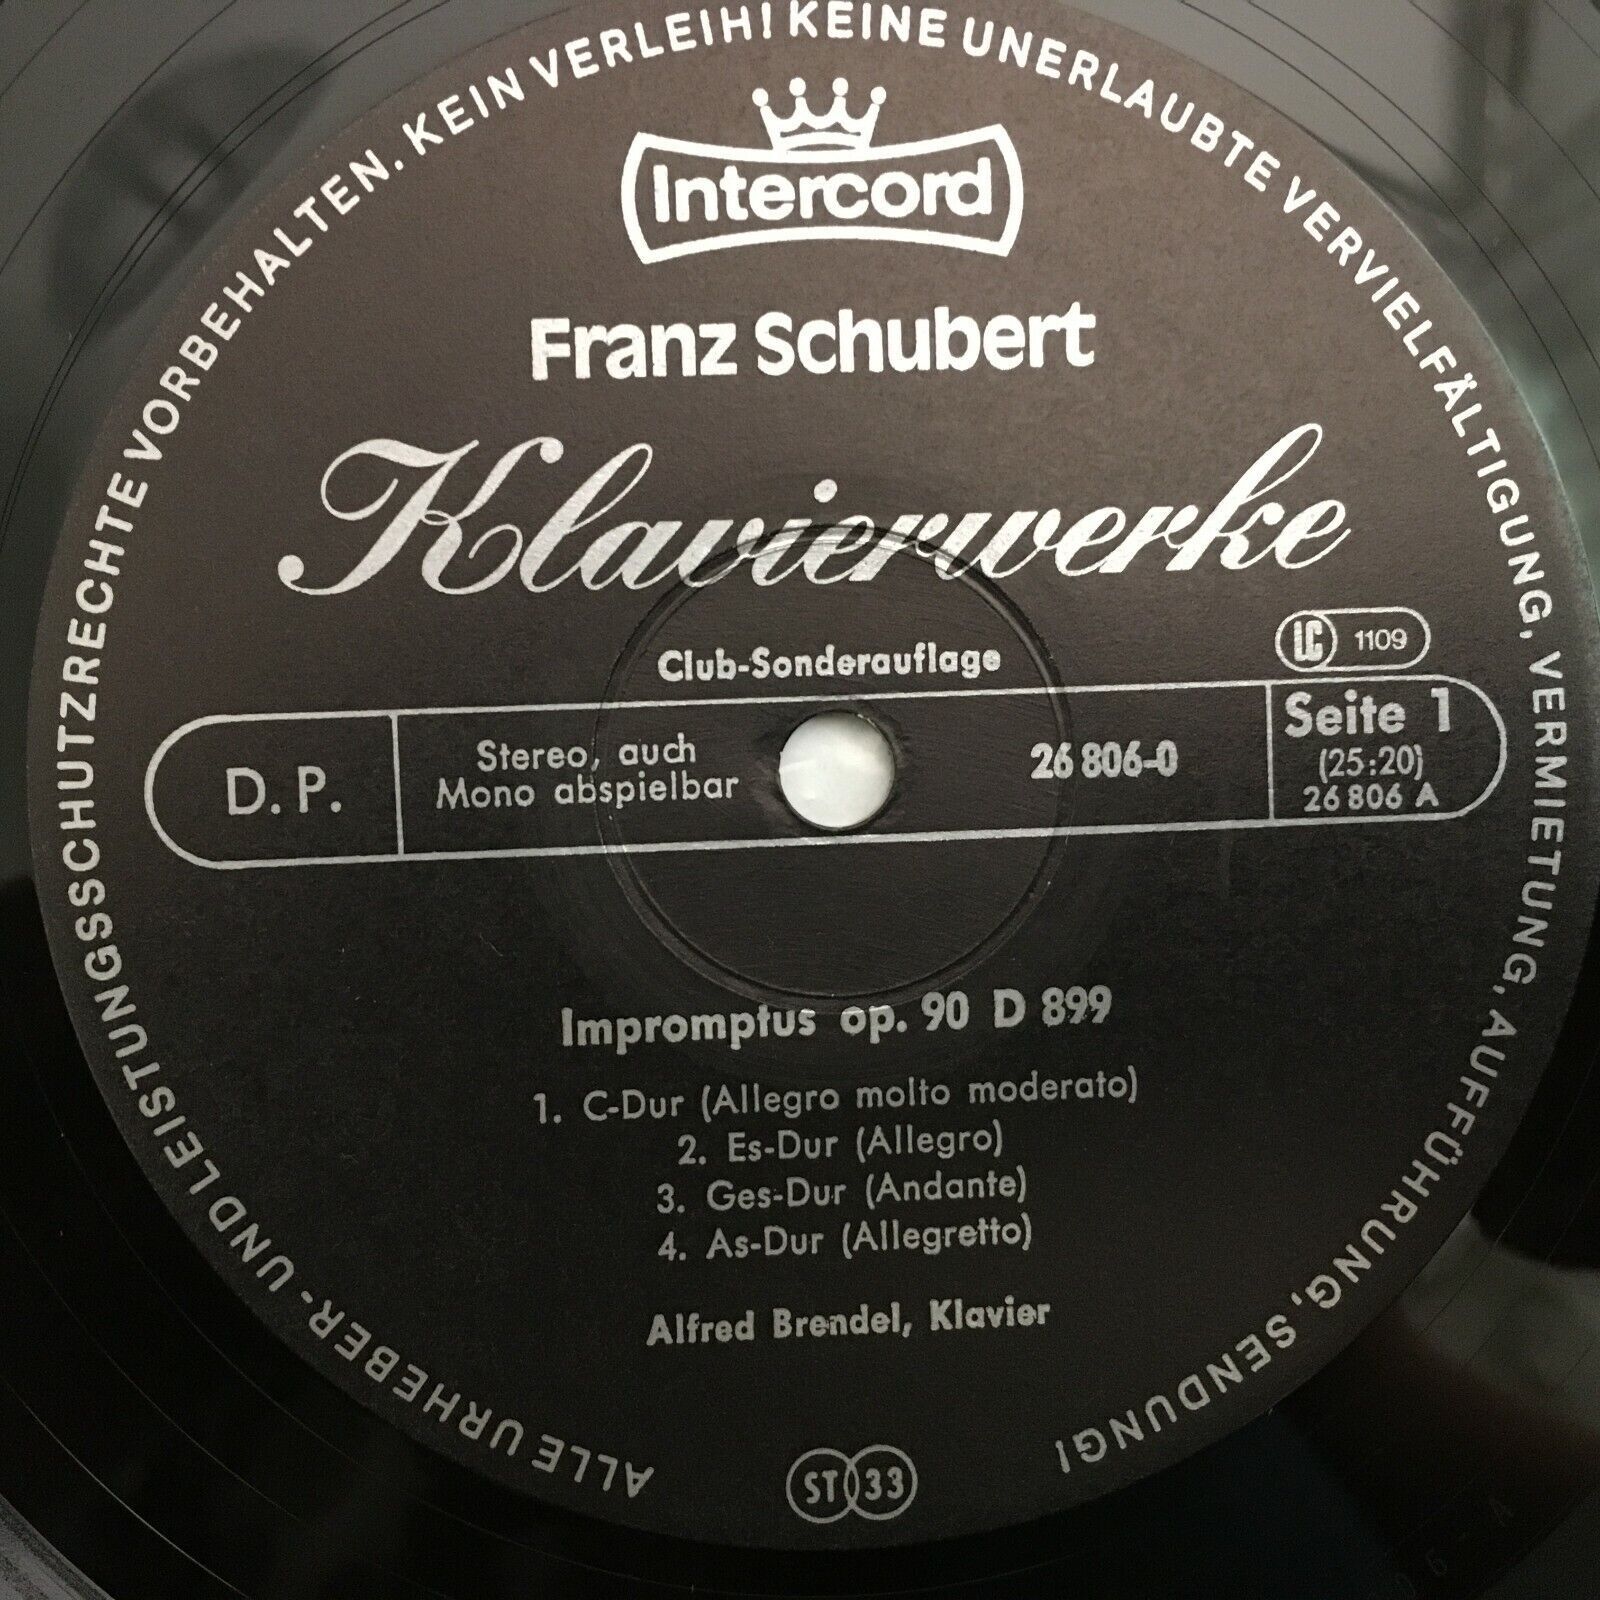 ALLE URHEBER- UND LEISTUNGSSCHUTZRECHTE VORBEHALTEN. KEIN VERLEIH! KEINE UNERLAUBTE VERVIELFÄLTIGUNG, VERMIETUNG, AUFFÜHRUNG, SENDUNG!
Intercord
Franz Schubert
Klavierwerke
Club-Sonderauflage
LC 1109
D. P.
Stereo, auch
Mono abspielbar
26 806-0
Seite 1
(25:20)
26 806 A
Impromptus op. 90 D 899
1. C-Dur (Allegro molto moderato)
2. Es-Dur (Allegro)
3. Ges-Dur (Andante)
4. As-Dur (Allegretto)
Alfred Brendel, Klavier
ST 33